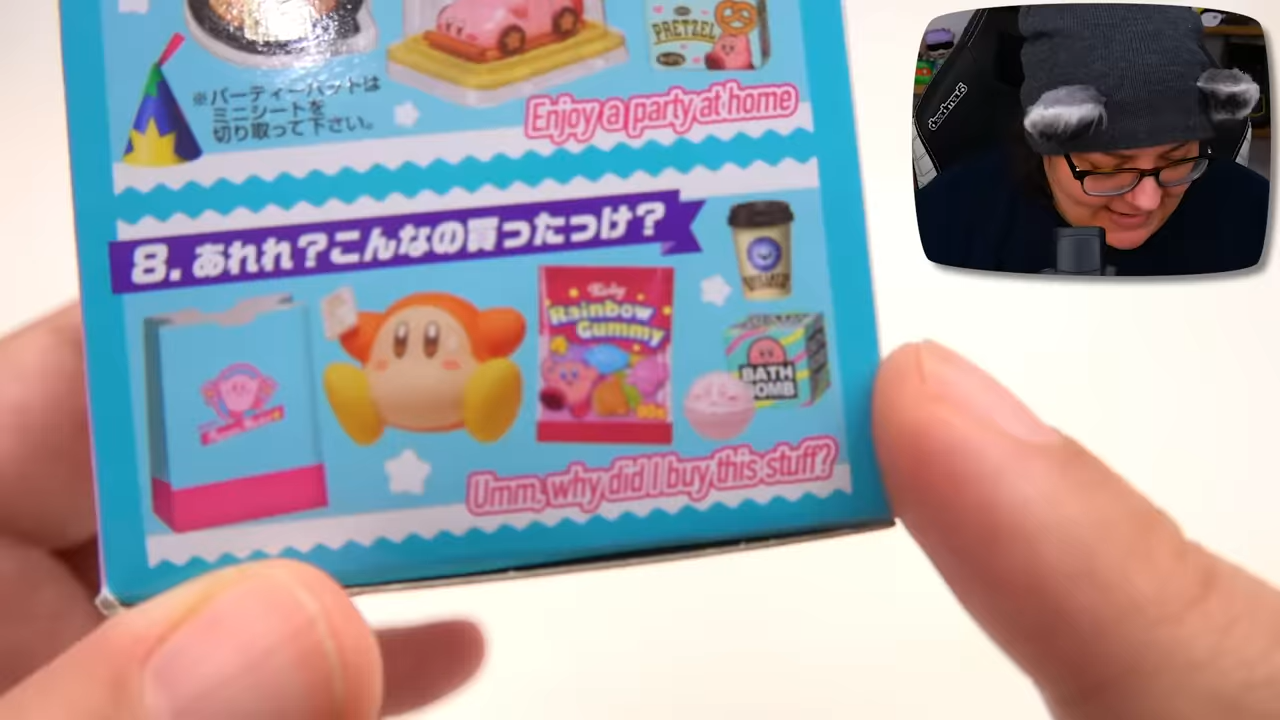 PRETZEL
※パーティーハットは
ミニシートを
切り取って下さい。
Enjoy a party at home
8. あれれ？こんなの買ったっけ？
Kirby
Rainbow
Gummy
BATH
BOMB
Umm, why did I buy this stuff?
deadmau5